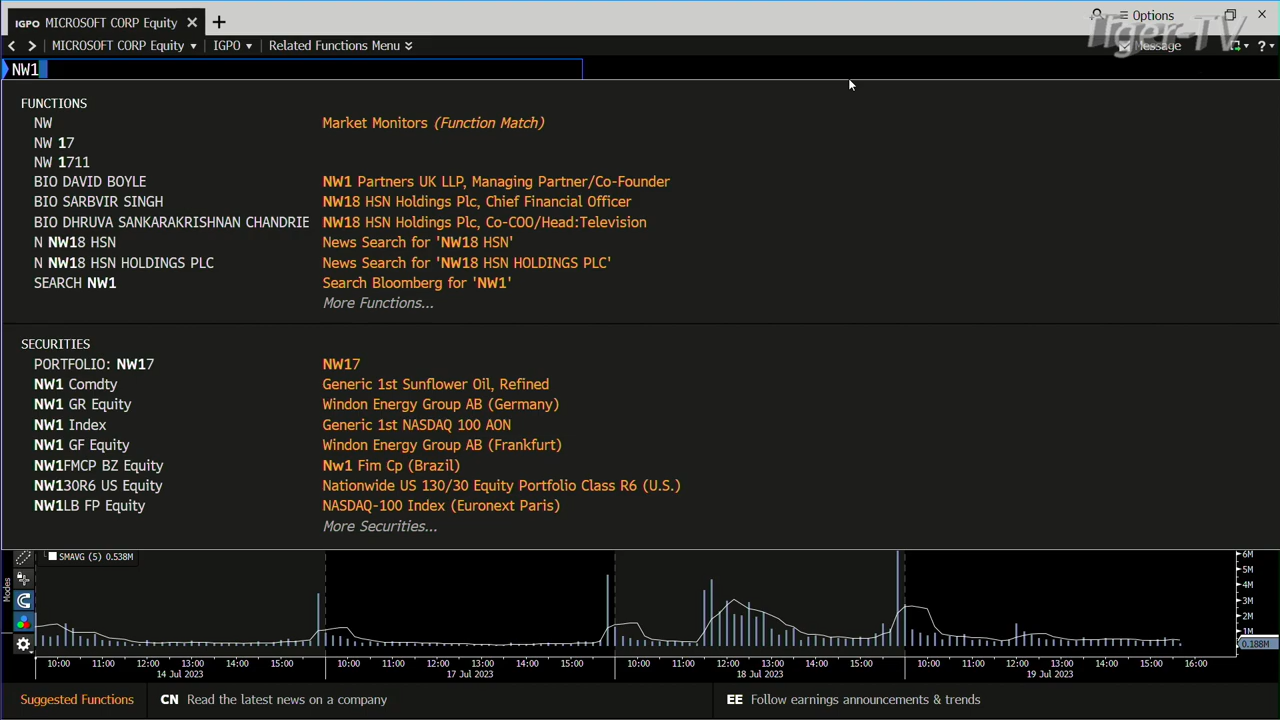 IGPO MICROSOFT CORP Equity × +
Options
MICROSOFT CORP Equity IGPO Related Functions Menu Message ?
Tiger-TV
NW1
FUNCTIONS
NW Market Monitors (Function Match)
NW 17
NW 1711
BIO DAVID BOYLE NW1 Partners UK LLP, Managing Partner/Co-Founder
BIO SARBVIR SINGH NW18 HSN Holdings Plc, Chief Financial Officer
BIO DHRUVA SANKARAKRISHNAN CHANDRIE NW18 HSN Holdings Plc, Co-COO/Head:Television
N NW18 HSN News Search for 'NW18 HSN'
N NW18 HSN HOLDINGS PLC News Search for 'NW18 HSN HOLDINGS PLC'
SEARCH NW1 Search Bloomberg for 'NW1'
More Functions...
SECURITIES
PORTFOLIO: NW17 NW17
NW1 Comdty Generic 1st Sunflower Oil, Refined
NW1 GR Equity Windon Energy Group AB (Germany)
NW1 Index Generic 1st NASDAQ 100 AON
NW1 GF Equity Windon Energy Group AB (Frankfurt)
NW1FMCP BZ Equity Nw1 Fim Cp (Brazil)
NW130R6 US Equity Nationwide US 130/30 Equity Portfolio Class R6 (U.S.)
NW1LB FP Equity NASDAQ-100 Index (Euronext Paris)
More Securities...
SMAVG (5) 0.538M
6M
5M
4M
3M
2M
1M
0.188M
Modes
10:00 11:00 12:00 13:00 14:00 15:00 10:00 11:00 12:00 13:00 14:00 15:00 10:00 11:00 12:00 13:00 14:00 15:00 10:00 11:00 12:00 13:00 14:00 15:00 16:00
14 Jul 2023 17 Jul 2023 18 Jul 2023 19 Jul 2023
Suggested Functions CN Read the latest news on a company EE Follow earnings announcements & trends